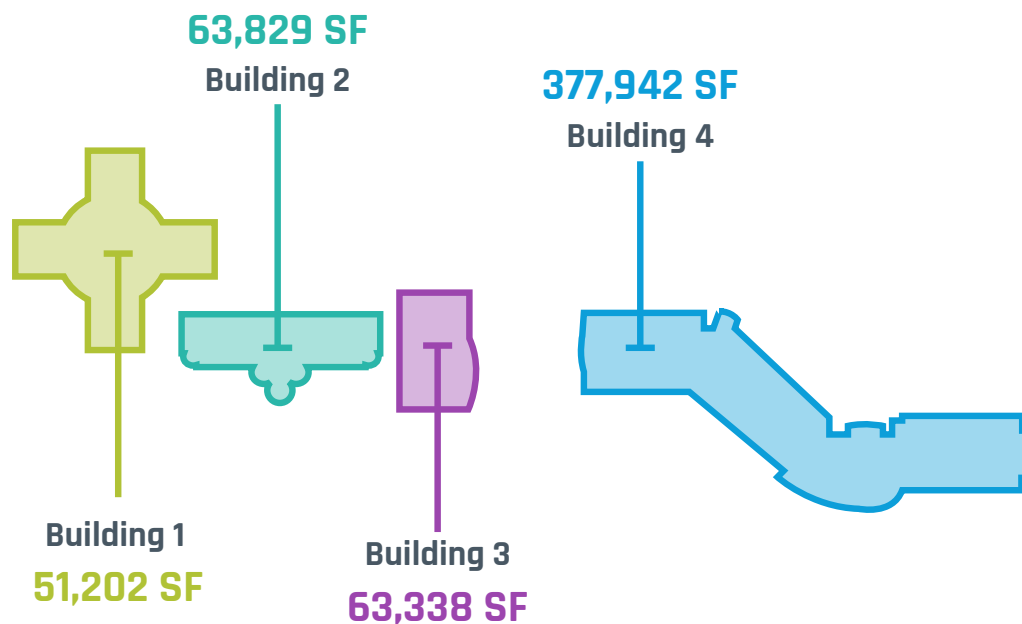 63,829 SF
Building 2
377,942 SF
Building 4
Building 1
51,202 SF
Building 3
63,338 SF